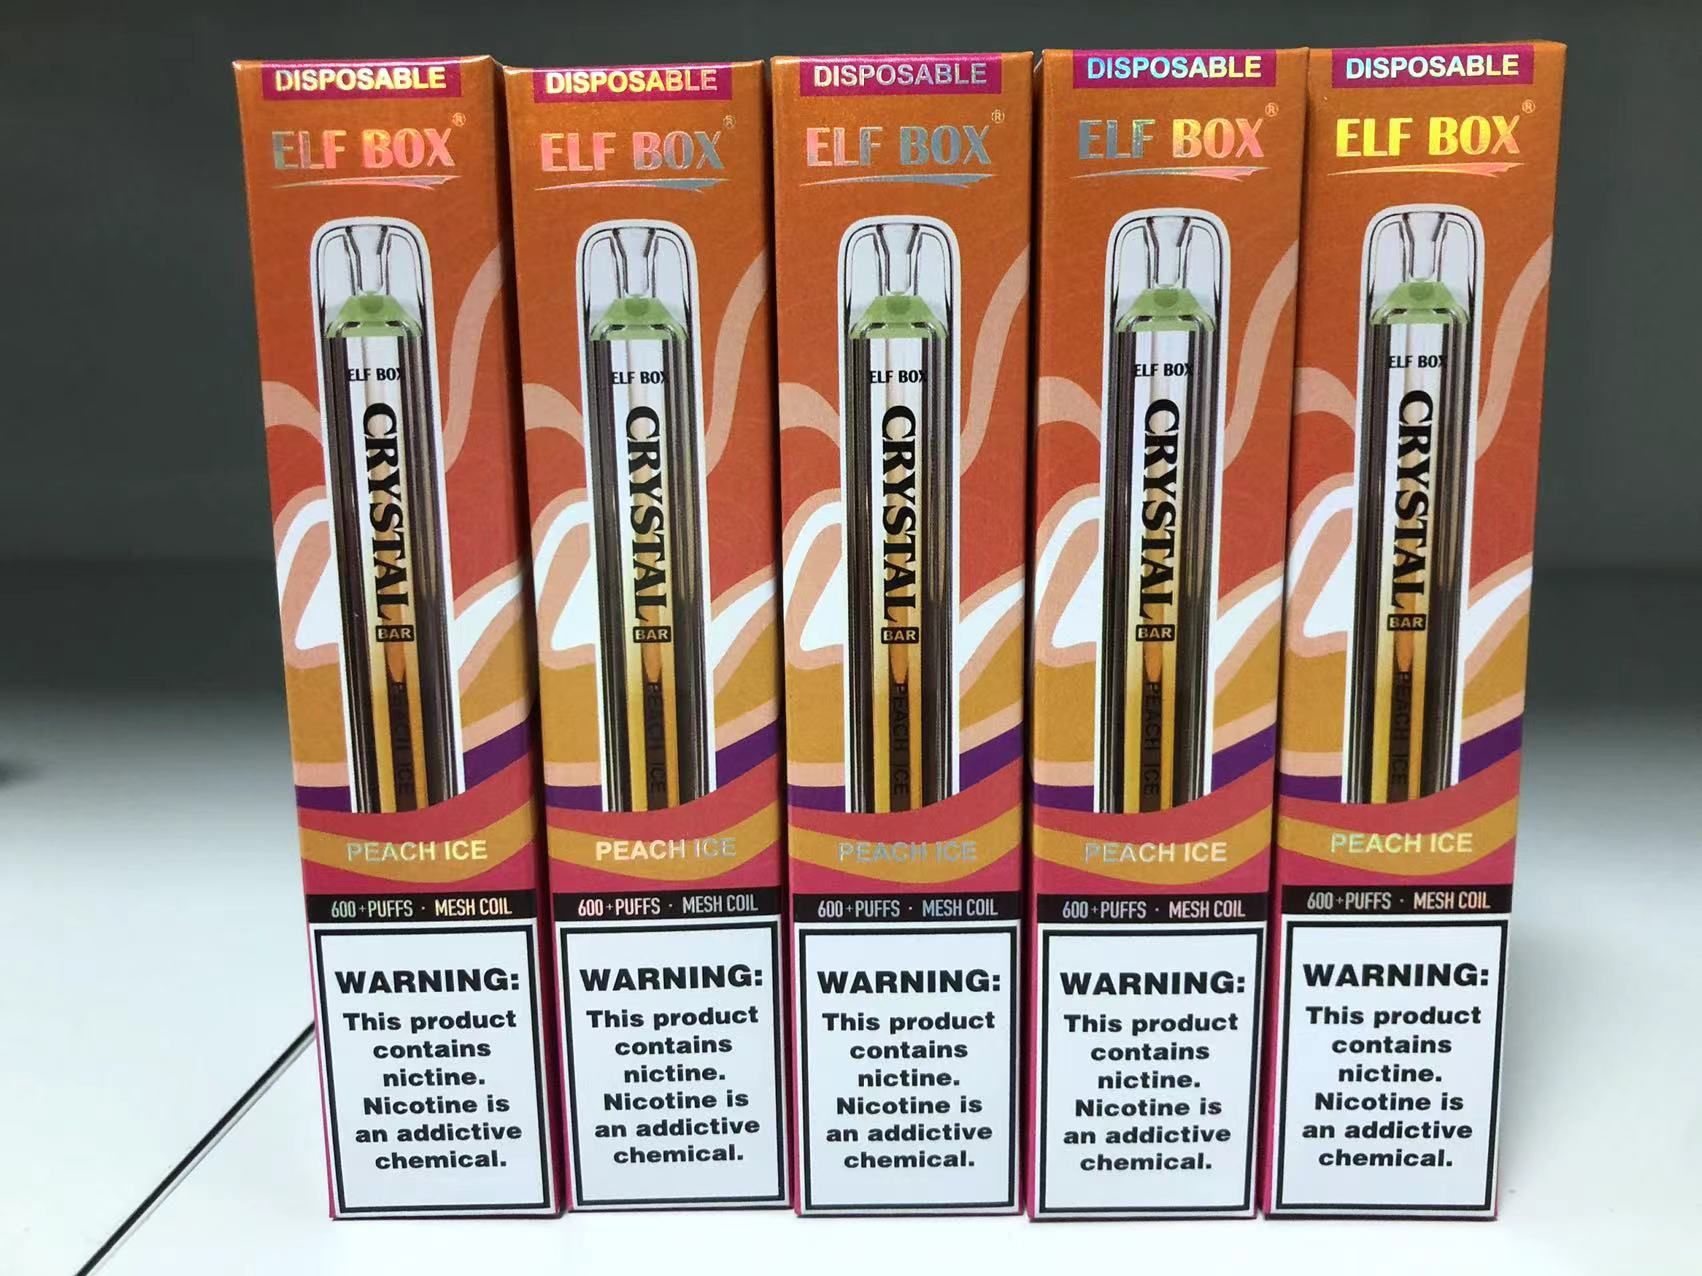 DISPOSABLE
ELF BOX®
ELF BOX
CRYSTAL
BAR
PEACH ICE
PEACH ICE
600+PUFFS · MESH COIL
WARNING:
This product
contains
nictine.
Nicotine is
an addictive
chemical.
DISPOSABLE
ELF BOX®
ELF BOX
CRYSTAL
BAR
PEACH ICE
PEACH ICE
600+PUFFS · MESH COIL
WARNING:
This product
contains
nictine.
Nicotine is
an addictive
chemical.
DISPOSABLE
ELF BOX®
ELF BOX
CRYSTAL
BAR
PEACH ICE
PEACH ICE
600+PUFFS · MESH COIL
WARNING:
This product
contains
nictine.
Nicotine is
an addictive
chemical.
DISPOSABLE
ELF BOX®
ELF BOX
CRYSTAL
BAR
PEACH ICE
PEACH ICE
600+PUFFS · MESH COIL
WARNING:
This product
contains
nictine.
Nicotine is
an addictive
chemical.
DISPOSABLE
ELF BOX®
ELF BOX
CRYSTAL
BAR
PEACH ICE
PEACH ICE
600+PUFFS · MESH COIL
WARNING:
This product
contains
nictine.
Nicotine is
an addictive
chemical.